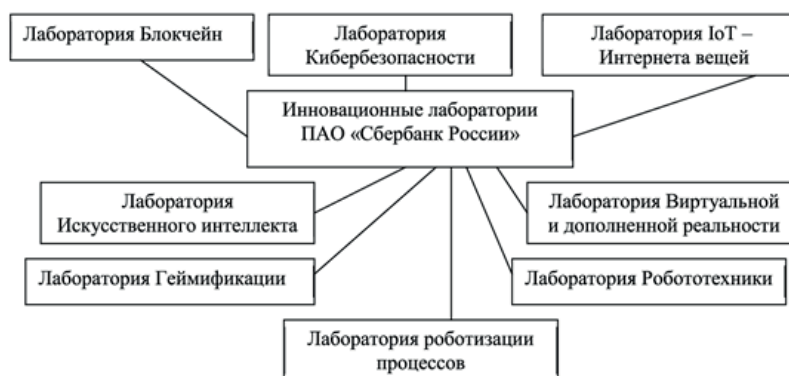 Лаборатория Блокчейн
Лаборатория
Кибербезопасности
Лаборатория IoT –
Интернета вещей
Инновационные лаборатории
ПАО «Сбербанк России»
Лаборатория
Искусственного интеллекта
Лаборатория Виртуальной
и дополненной реальности
Лаборатория Геймификации
Лаборатория Робототехники
Лаборатория роботизации
процессов